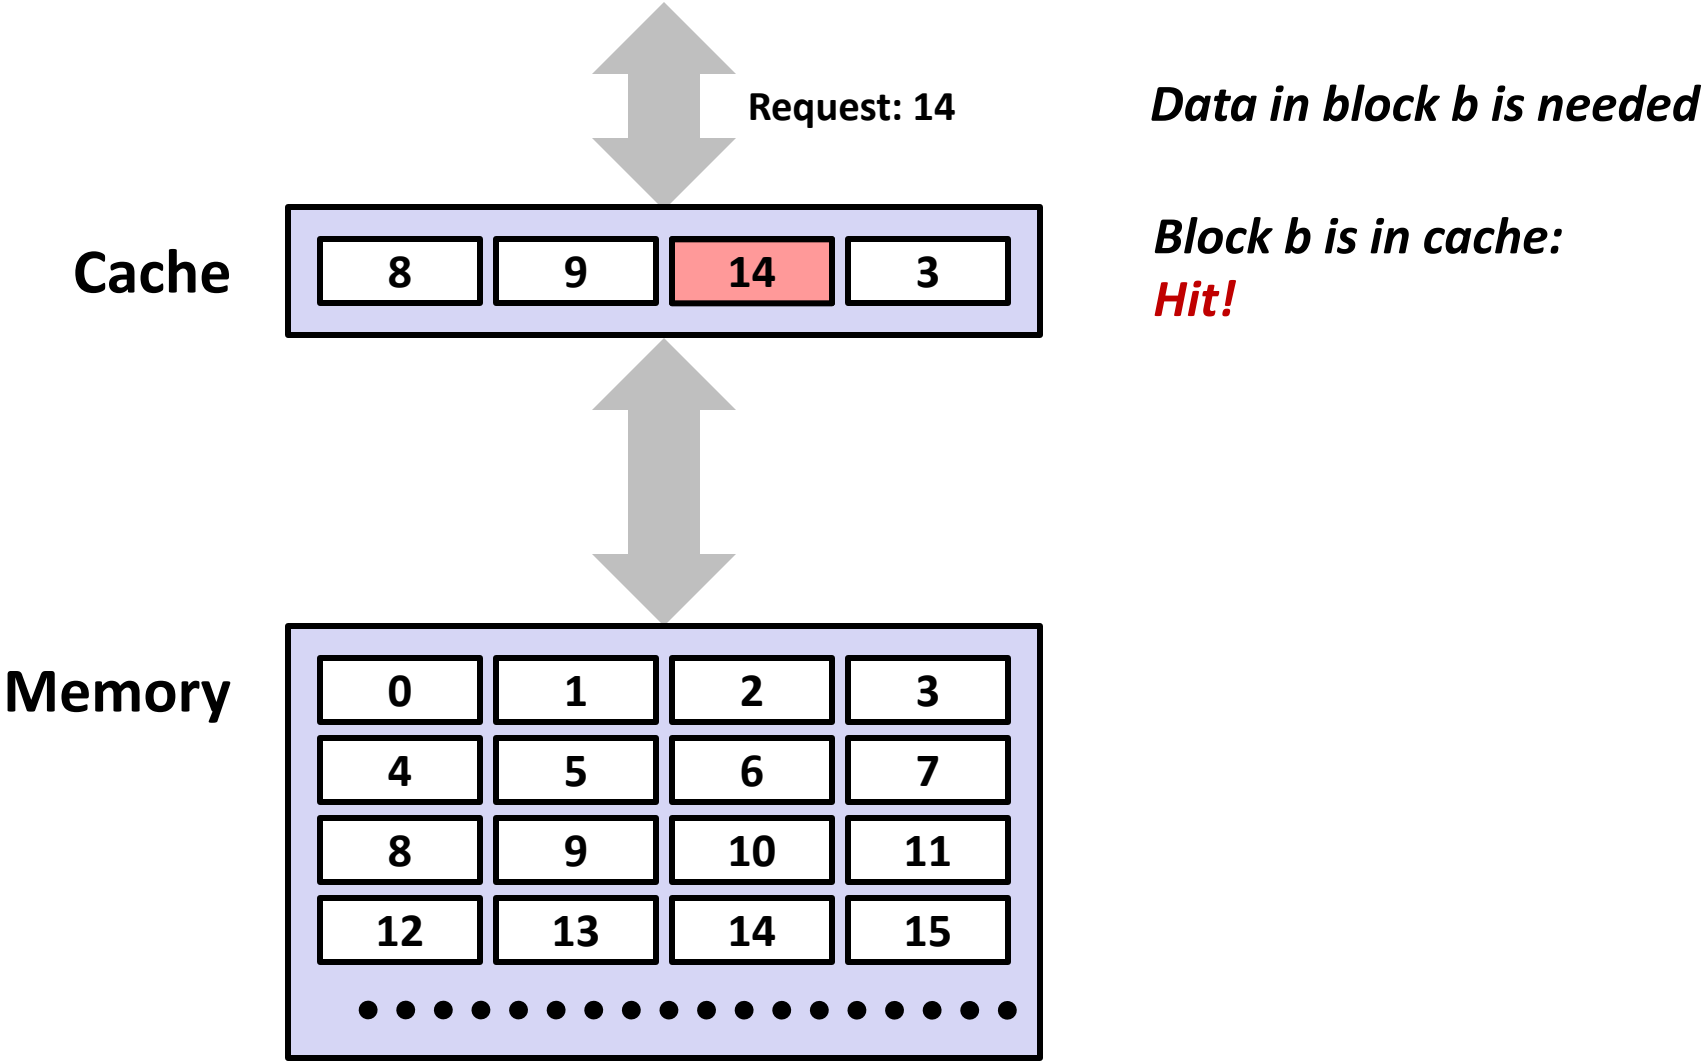 Request: 14
Data in block b is needed
Cache
8 9 14 3
Block b is in cache:
Hit!
Memory
0 1 2 3
4 5 6 7
8 9 10 11
12 13 14 15